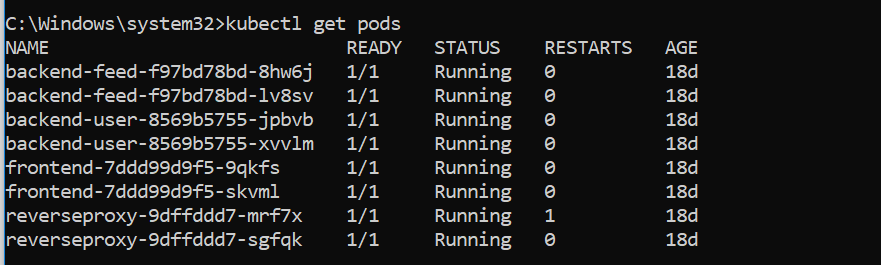 C:\Windows\system32>kubectl get pods
NAME READY STATUS RESTARTS AGE
backend-feed-f97bd78bd-8hw6j 1/1 Running 0 18d
backend-feed-f97bd78bd-lv8sv 1/1 Running 0 18d
backend-user-8569b5755-jpbvb 1/1 Running 0 18d
backend-user-8569b5755-xvvlm 1/1 Running 0 18d
frontend-7ddd99d9f5-9qkfs 1/1 Running 0 18d
frontend-7ddd99d9f5-skvml 1/1 Running 0 18d
reverseproxy-9dffddd7-mrf7x 1/1 Running 1 18d
reverseproxy-9dffddd7-sgfqk 1/1 Running 0 18d